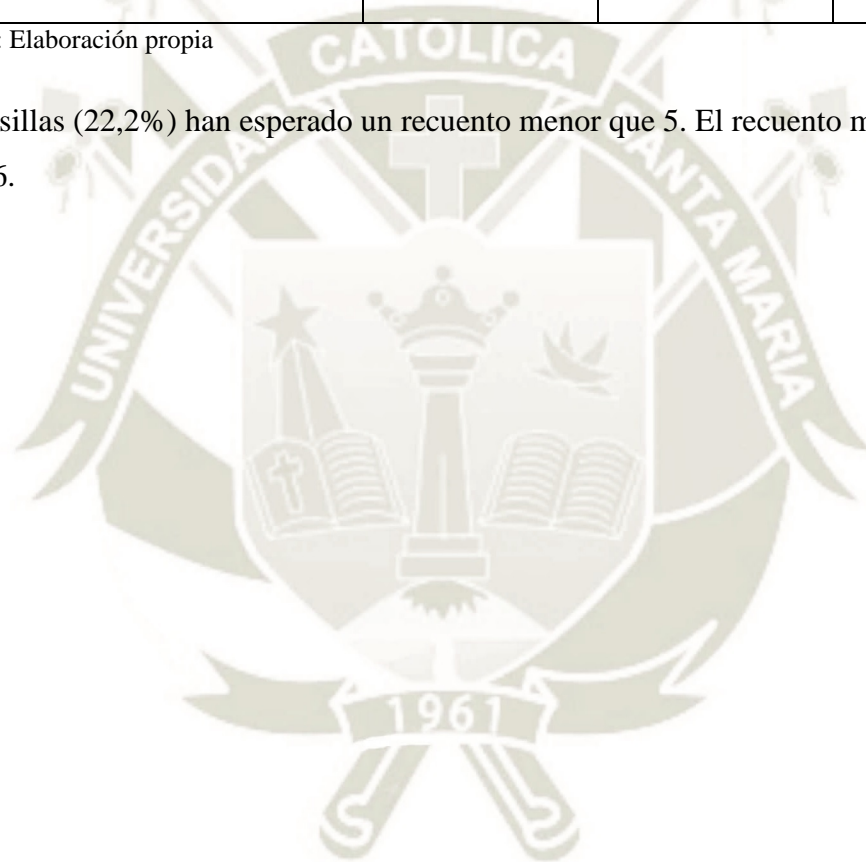 : Elaboración propia
CATOLICA
sillas (22,2%) han esperado un recuento menor que 5. El recuento
6.
UNIVERSIDAD
SANTA MARIA
1961